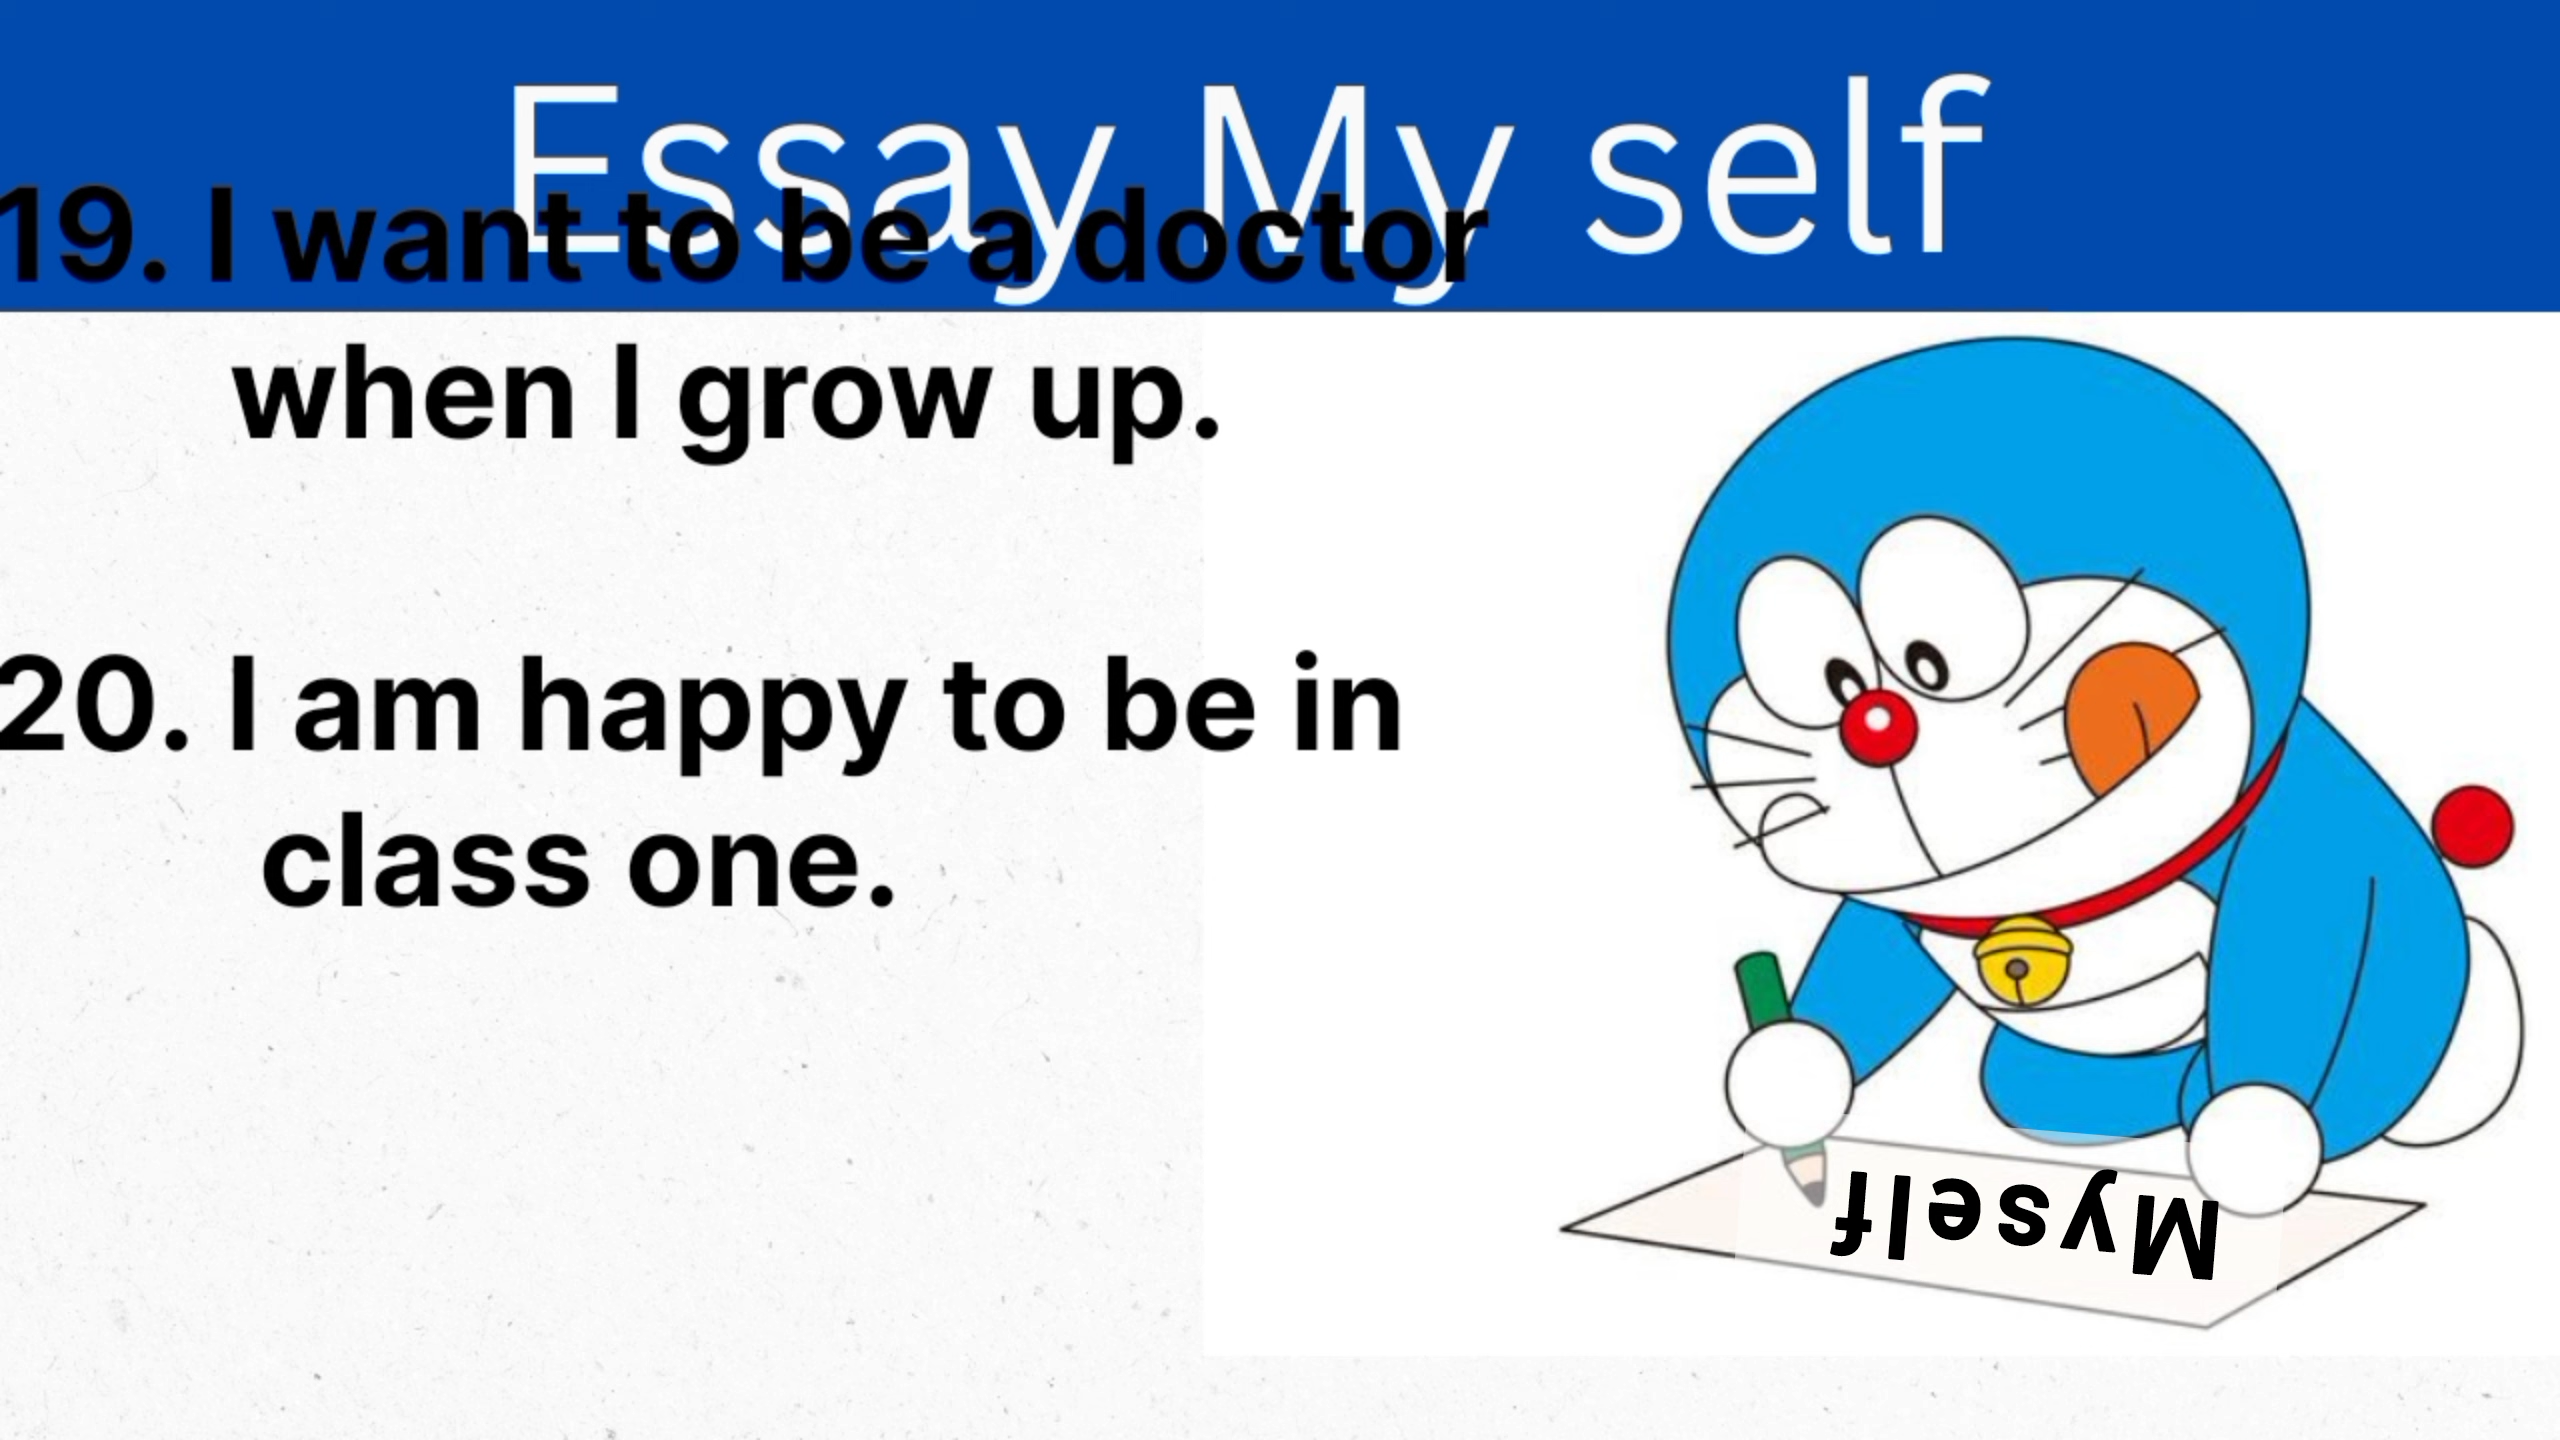 Essay My self
19. I want to be a doctor
when I grow up.
20. I am happy to be in
class one.
Myself